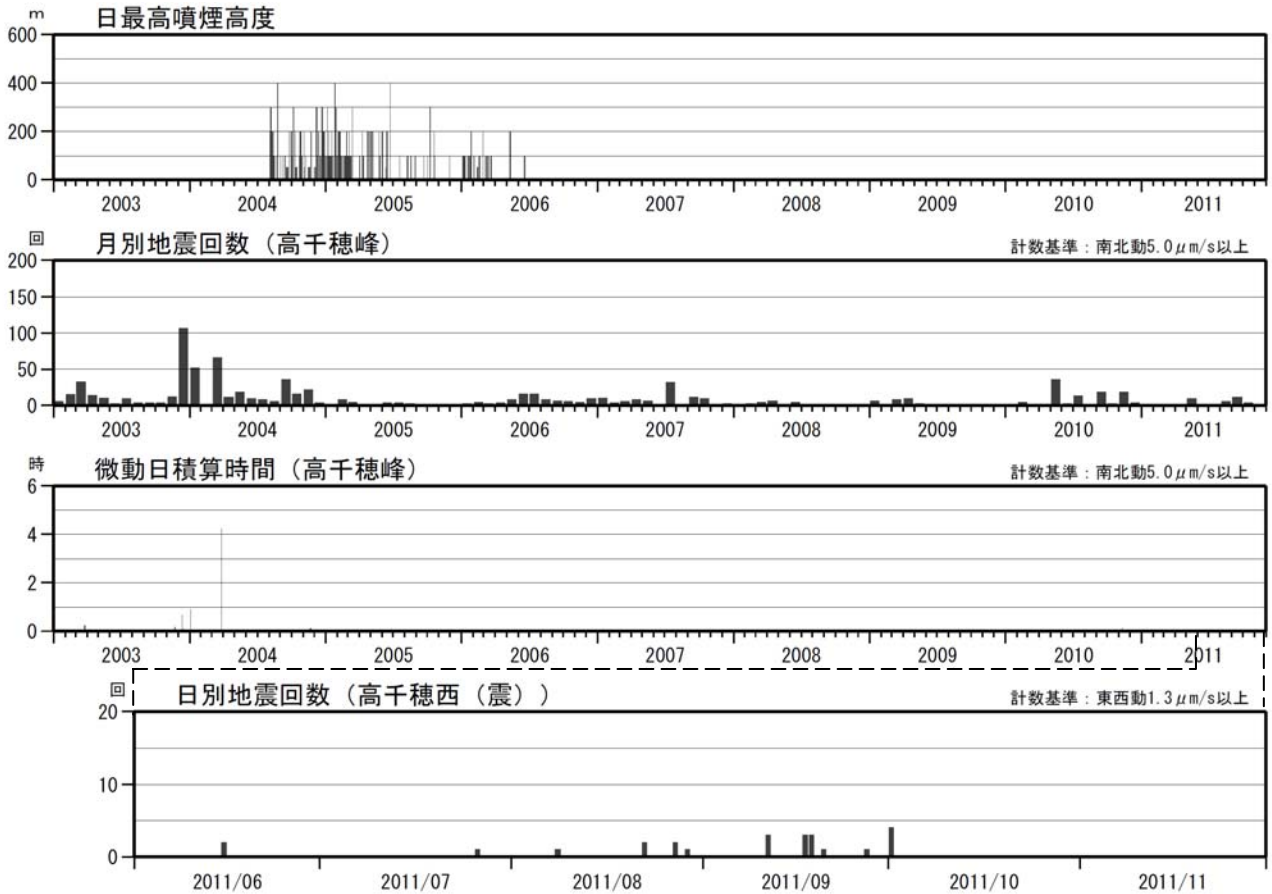 m 日最高噴煙高度
600
400
200
0
2003 2004 2005 2006 2007 2008 2009 2010 2011
回 月別地震回数（高千穂峰） 計数基準：南北動5.0μm/s以上
200
150
100
50
0
2003 2004 2005 2006 2007 2008 2009 2010 2011
時 微動日積算時間（高千穂峰） 計数基準：南北動5.0μm/s以上
6
4
2
0
2003 2004 2005 2006 2007 2008 2009 2010 2011
回 日別地震回数（高千穂西（震）） 計数基準：東西動1.3μm/s以上
20
10
0
2011/06 2011/07 2011/08 2011/09 2011/10 2011/11